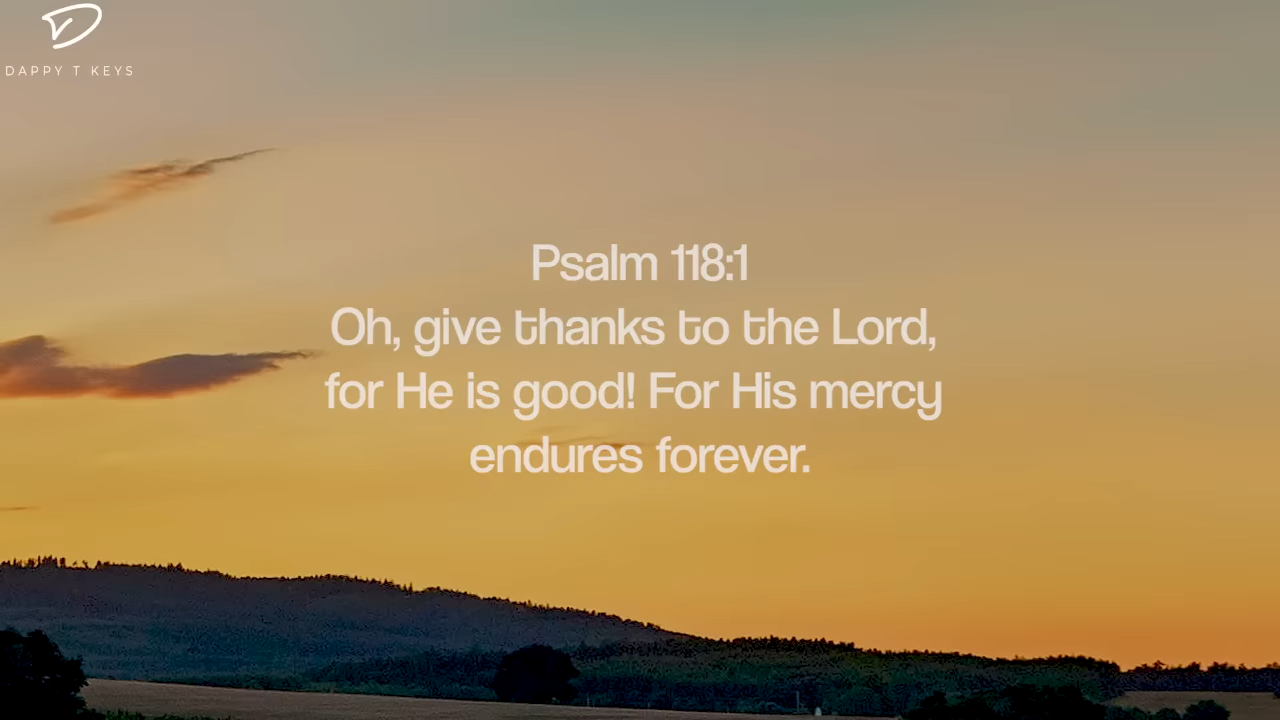 DAPPY T KEYS
Psalm 118:1
Oh, give thanks to the Lord,
for He is good! For His mercy
endures forever.